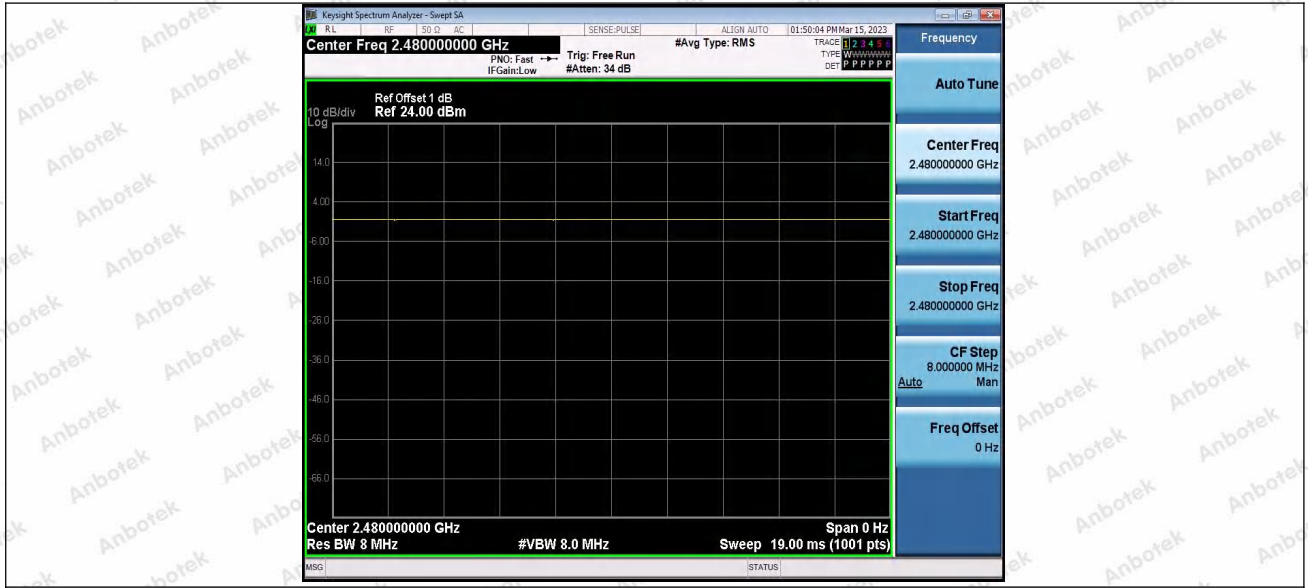 Keysight Spectrum Analyzer - Swept SA
RL RF 50 Ω AC SENSE:PULSE ALIGN AUTO 01:50:04 PM Mar 15, 2023
Center Freq 2.480000000 GHz
PNO: Fast
IFGain:Low
Trig: Free Run
#Atten: 34 dB
#Avg Type: RMS
TRACE 1 2 3 4 5 6
TYPE W
DET P P P P P P
Ref Offset 1 dB
10 dB/div Ref 24.00 dBm
Log
14.0
4.00
-6.00
-16.0
-26.0
-36.0
-46.0
-56.0
-66.0
Center 2.480000000 GHz Span 0 Hz
Res BW 8 MHz #VBW 8.0 MHz Sweep 19.00 ms (1001 pts)
MSG STATUS
Frequency
Auto Tune
Center Freq
2.480000000 GHz
Start Freq
2.480000000 GHz
Stop Freq
2.480000000 GHz
CF Step
8.000000 MHz
Auto Man
Freq Offset
0 Hz
Anbotek